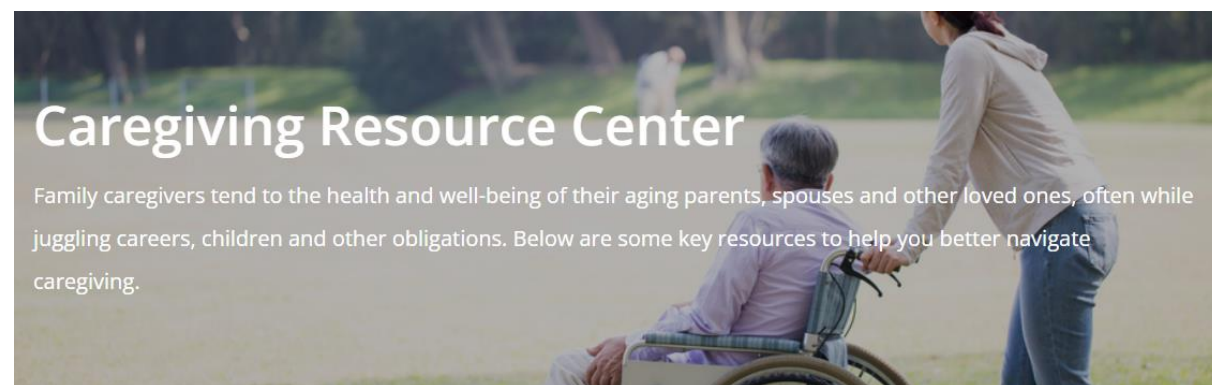 Caregiving Resource Center
Family caregivers tend to the health and well-being of their aging parents, spouses and other loved ones, often while
juggling careers, children and other obligations. Below are some key resources to help you better navigate
caregiving.